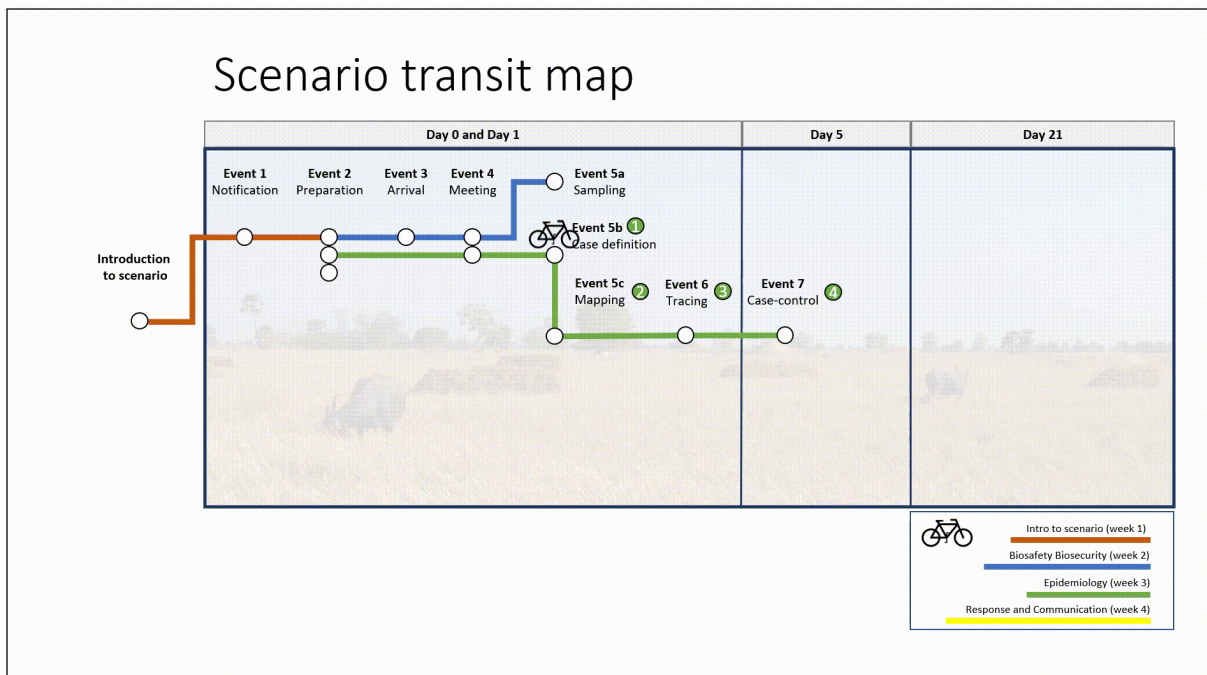 Scenario transit map
Day 0 and Day 1
Day 5
Day 21
Event 1
Notification
Event 2
Preparation
Event 3
Arrival
Event 4
Meeting
Event 5a
Sampling
Event 5b 1
Case definition
Introduction
to scenario
Event 5c
Mapping 2
Event 6
Tracing 3
Event 7
Case-control 4
Intro to scenario (week 1)
Biosafety Biosecurity (week 2)
Epidemiology (week 3)
Response and Communication (week 4)